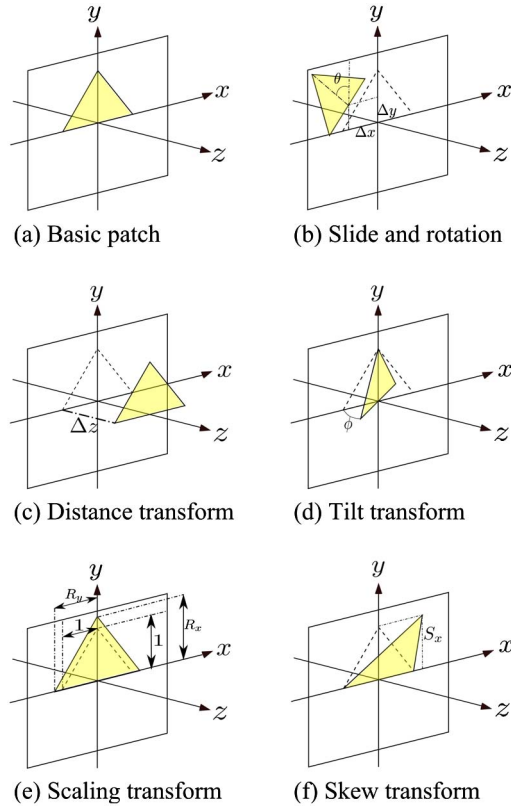 y
y
x
x
θ
Δy
Δx
z
z
(a) Basic patch
(b) Slide and rotation
y
y
x
x
Δz
z
z
ϕ
(c) Distance transform
(d) Tilt transform
y
y
R_y
1
1
R_x
x
S_x
x
z
z
(e) Scaling transform
(f) Skew transform